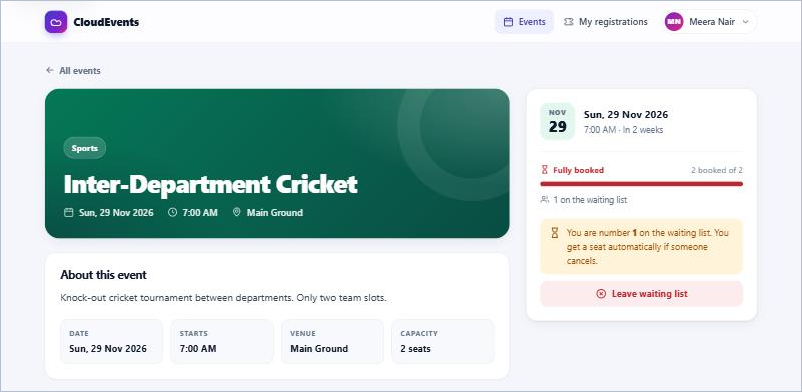 CloudEvents
Events
My registrations
MN
Meera Nair
← All events
Sports
Inter-Department Cricket
Sun, 29 Nov 2026
7:00 AM
Main Ground
About this event
Knock-out cricket tournament between departments. Only two team slots.
DATE
Sun, 29 Nov 2026
STARTS
7:00 AM
VENUE
Main Ground
CAPACITY
2 seats
NOV
29
Sun, 29 Nov 2026
7:00 AM · In 2 weeks
Fully booked
2 booked of 2
1 on the waiting list
You are number 1 on the waiting list. You
get a seat automatically if someone
cancels.
Leave waiting list